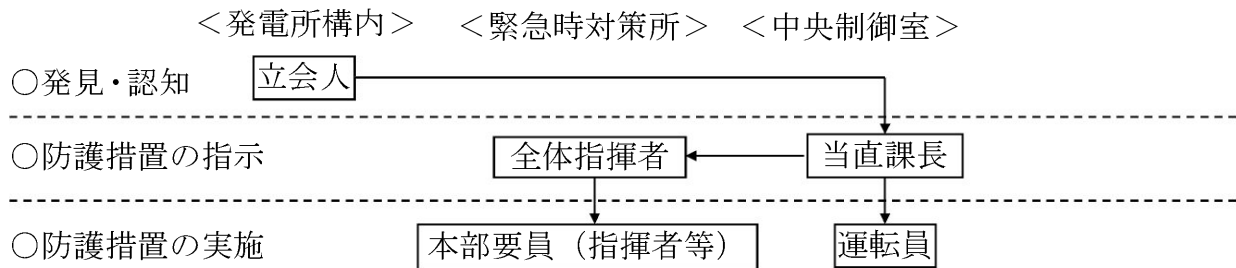 ＜発電所構内＞ ＜緊急時対策所＞ ＜中央制御室＞
○発見・認知 立会人
○防護措置の指示 全体指揮者 当直課長
○防護措置の実施 本部要員（指揮者等） 運転員